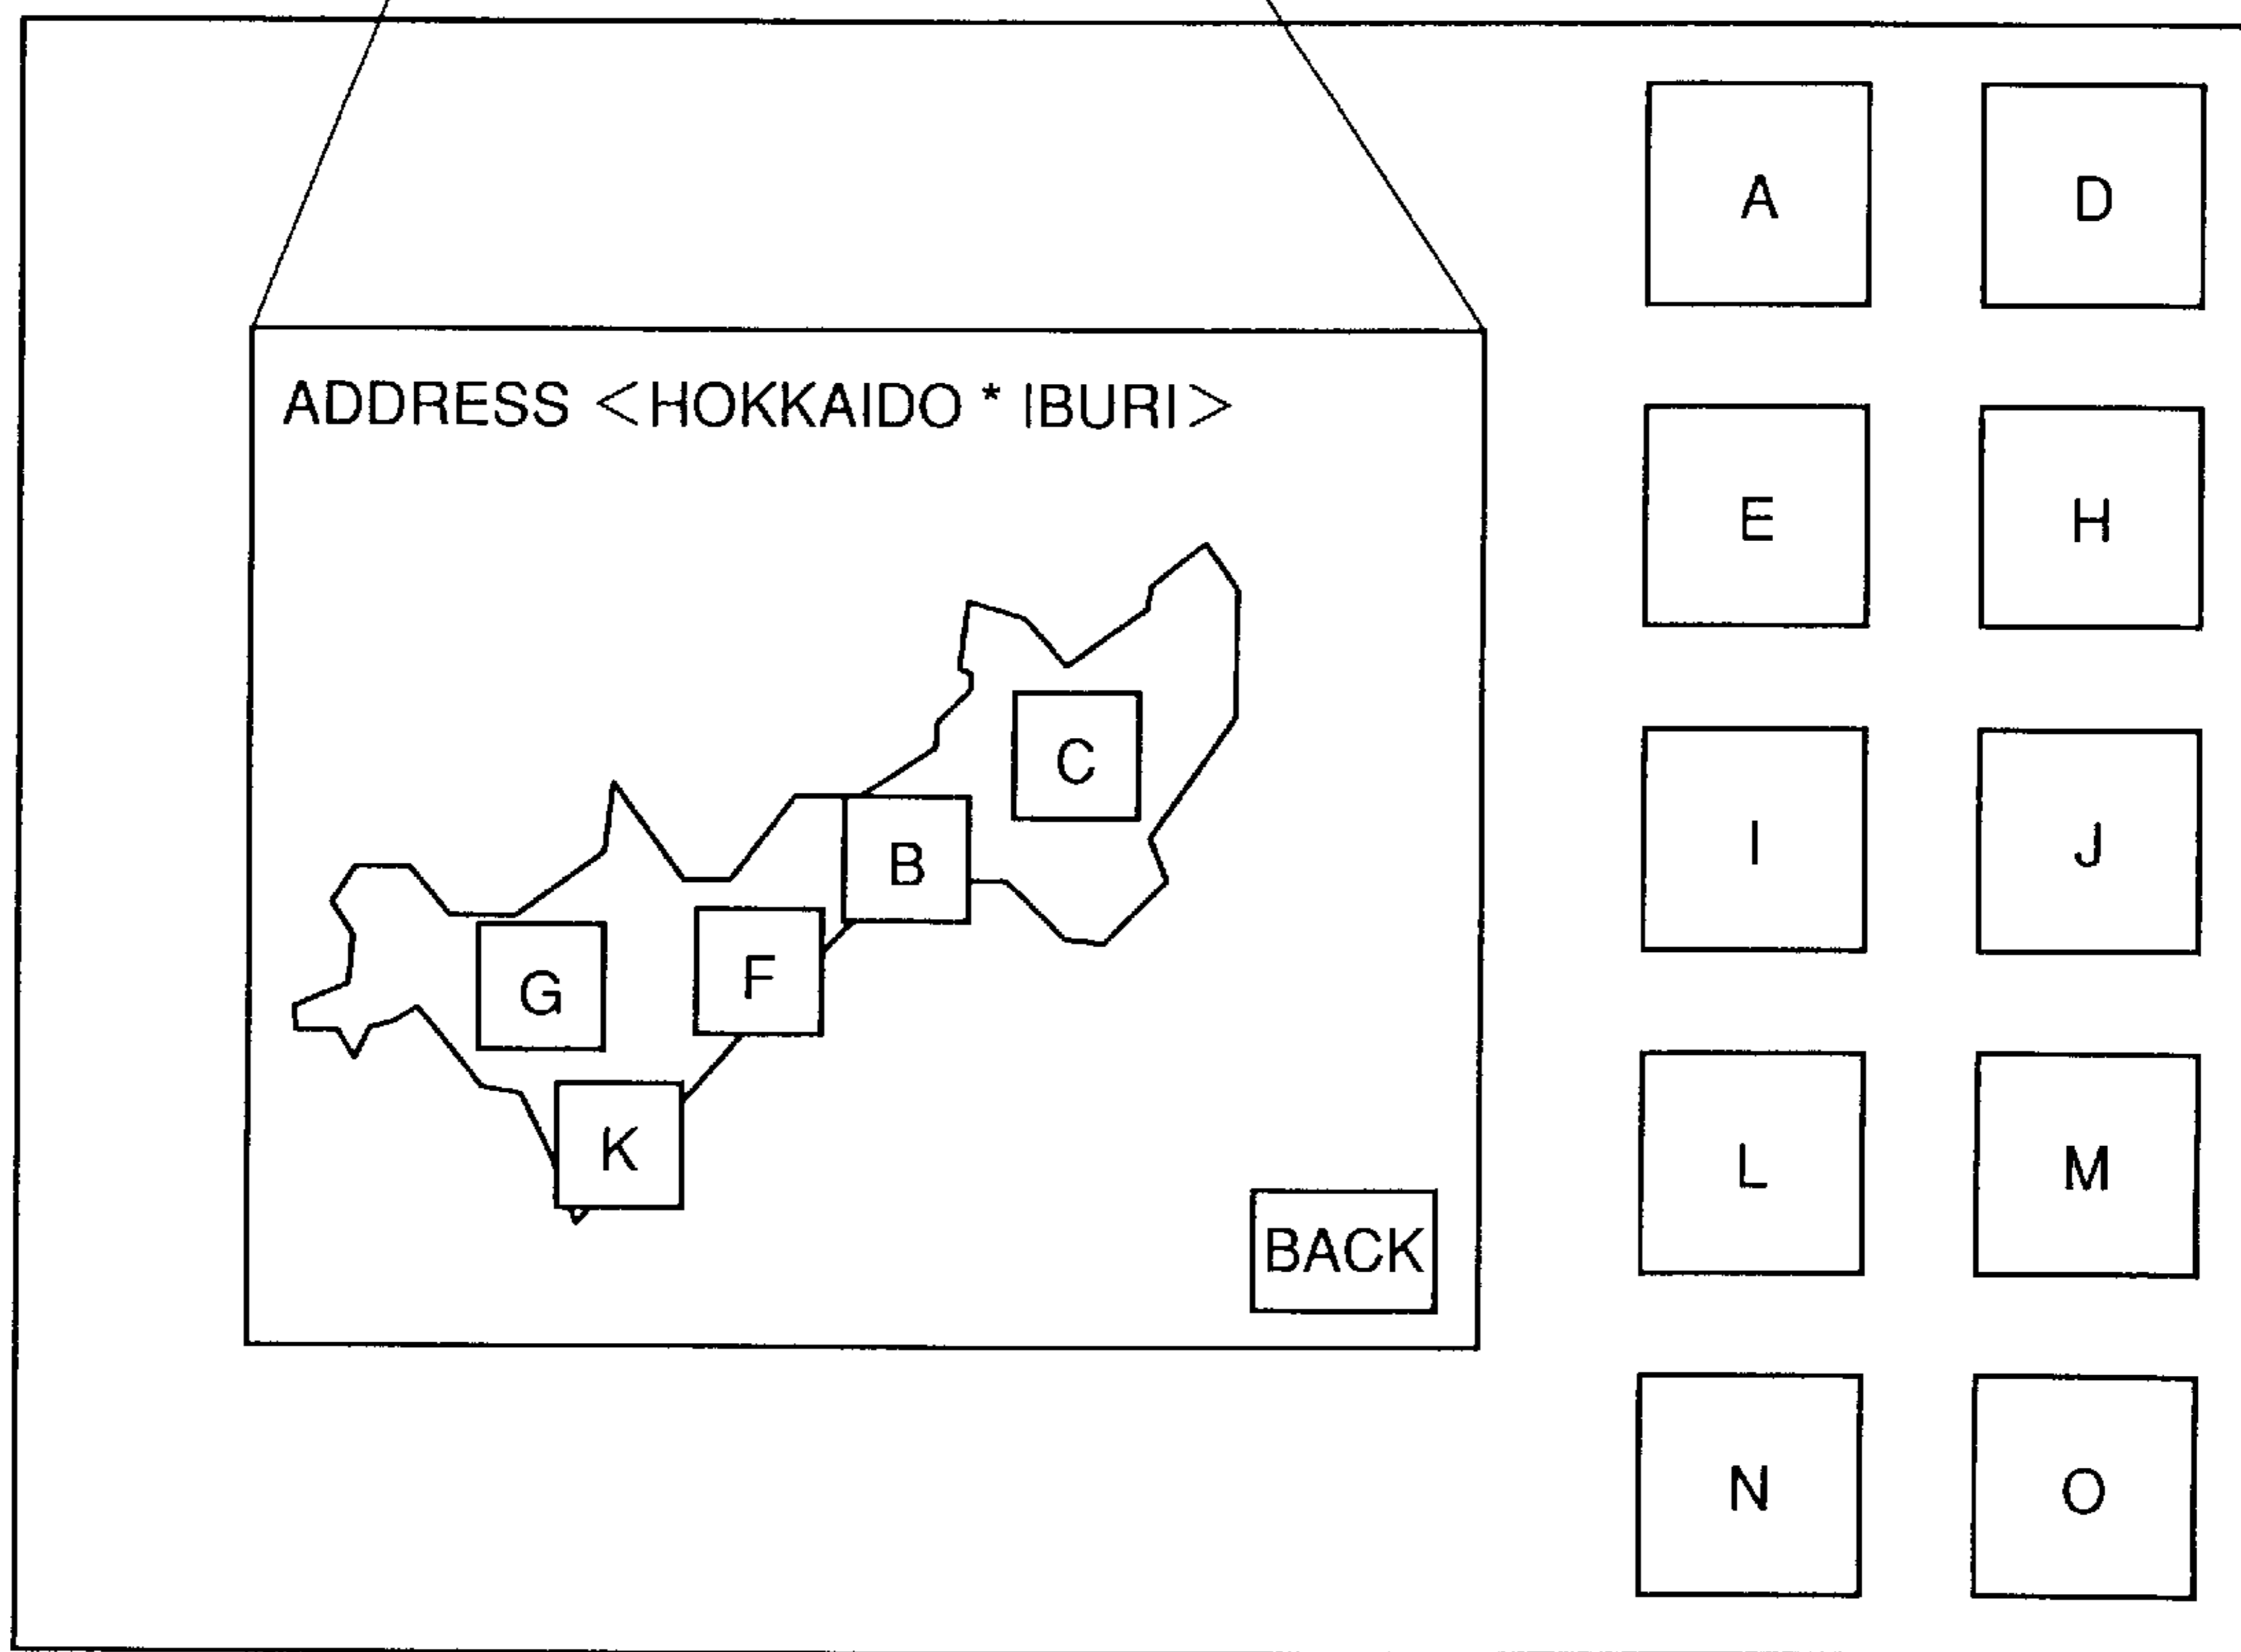 A D
ADDRESS <HOKKAIDO * IBURI>
E H
C
I J
B
F
G
K
L M
BACK
N O